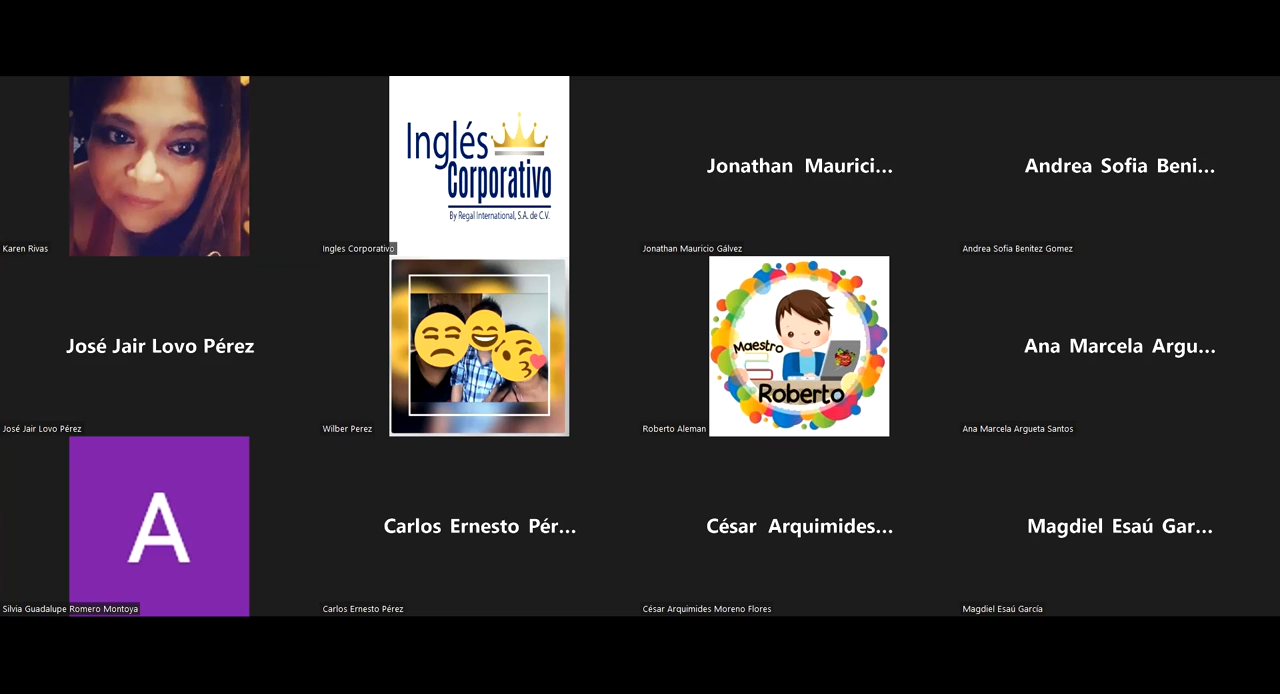 Karen Rivas
Inglés
Corporativo
By Regal International, S.A. de C.V.
Ingles Corporativo
Jonathan Maurici...
Jonathan Mauricio Gálvez
Andrea Sofia Beni...
Andrea Sofia Benitez Gomez
José Jair Lovo Pérez
José Jair Lovo Pérez
Wilber Perez
Maestro
Roberto
Roberto Aleman
Ana Marcela Argu...
Ana Marcela Argueta Santos
A
Silvia Guadalupe Romero Montoya
Carlos Ernesto Pér...
Carlos Ernesto Pérez
César Arquimides...
César Arquimides Moreno Flores
Magdiel Esaú Gar...
Magdiel Esaú García